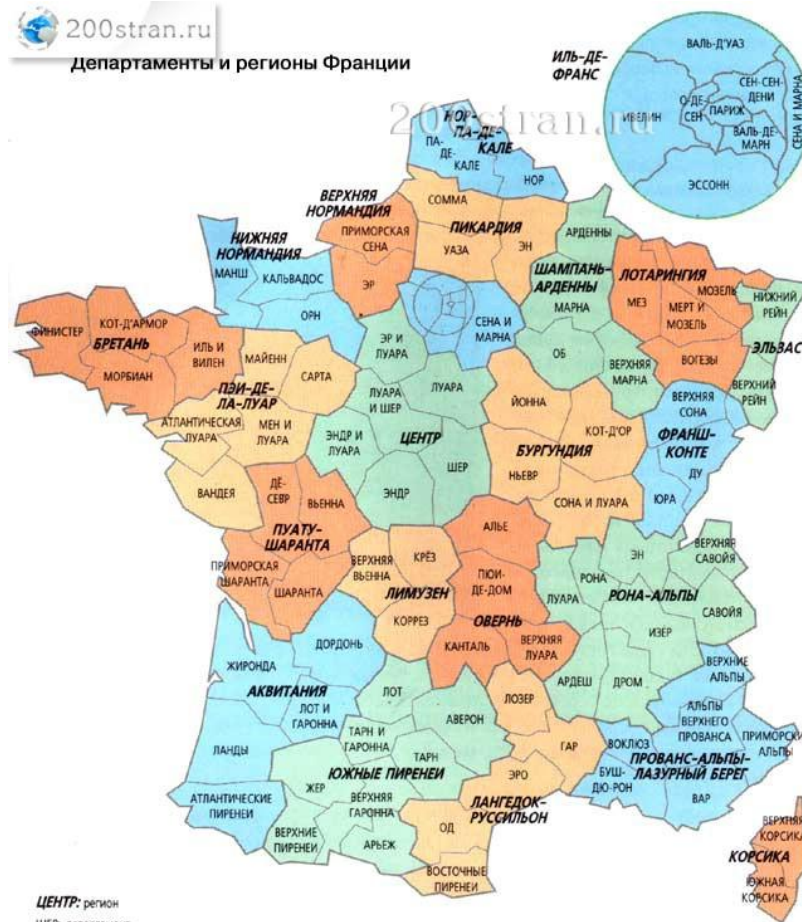 200stran.ru
Департаменты и регионы Франции
200stran.ru
ИЛЬ-ДЕ-
ФРАНС
ВАЛЬ-Д'УАЗ
ИВЕЛИН
О-ДЕ-
СЕН
СЕН-СЕН-
ДЕНИ
ПАРИЖ
ВАЛЬ-ДЕ-
МАРН
ЭССОНН
СЕНА И МАРНА
НОР-
ПА-ДЕ-
КАЛЕ
ПА-
ДЕ-
КАЛЕ
НОР
ВЕРХНЯЯ
НОРМАНДИЯ
ПРИМОРСКАЯ
СЕНА
ЭР
СОММА
ПИКАРДИЯ
УАЗА
ЭН
АРДЕННЫ
ШАМПАНЬ-
АРДЕННЫ
МАРНА
ОБ
ВЕРХНЯЯ
МАРНА
ЛОТАРИНГИЯ
МЕЗ
МОЗЕЛЬ
МЕРТ И
МОЗЕЛЬ
ВОГЕЗЫ
НИЖНИЙ
РЕЙН
ЭЛЬЗАС
ВЕРХНИЙ
РЕЙН
НИЖНЯЯ
НОРМАНДИЯ
МАНШ
КАЛЬВАДОС
ОРН
СЕНА И
МАРНА
ФИНИСТЕР
КОТ-Д'АРМОР
БРЕТАНЬ
МОРБИАН
ИЛЬ И
ВИЛЕН
МАЙЕНН
САРТА
ПЭИ-ДЕ-
ЛА-ЛУАР
АТЛАНТИЧЕСКАЯ
ЛУАРА
МЕН И
ЛУАРА
ВАНДЕЯ
ЭР И
ЛУАРА
ЛУАРА
И ШЕР
ЛУАРА
ЭНДР И
ЛУАРА
ЦЕНТР
ШЕР
ЭНДР
ЙОННА
КОТ-Д'ОР
БУРГУНДИЯ
НЬЕВР
СОНА И ЛУАРА
ВЕРХНЯЯ
СОНА
ФРАНШ-
КОНТЕ
ДУ
ЮРА
ДЁ-
СЕВР
ВЬЕННА
ПУАТУ-
ШАРАНТА
ПРИМОРСКАЯ
ШАРАНТА
ШАРАНТА
ВЕРХНЯЯ
ВЬЕННА
КРЁЗ
ЛИМУЗЕН
КОРРЕЗ
АЛЬЕ
ПЮИ-
ДЕ-ДОМ
ОВЕРНЬ
КАНТАЛЬ
ВЕРХНЯЯ
ЛУАРА
ЭН
ВЕРХНЯЯ
САВОЙЯ
РОНА
ЛУАРА
РОНА-АЛЬПЫ
САВОЙЯ
ИЗЕР
АРДЕШ
ДРОМ
ДОРДОНЬ
ЖИРОНДА
АКВИТАНИЯ
ЛОТ И
ГАРОННА
ЛАНДЫ
АТЛАНТИЧЕСКИЕ
ПИРЕНЕИ
ЛОТ
АВЕРОН
ТАРН И
ГАРОННА
ТАРН
ЮЖНЫЕ ПИРЕНЕИ
ЖЕР
ВЕРХНЯЯ
ГАРОННА
ВЕРХНИЕ
ПИРЕНЕИ
АРЬЕЖ
ЛОЗЕР
ГАР
ЭРО
ЛАНГЕДОК-
РУССИЛЬОН
ОД
ВОСТОЧНЫЕ
ПИРЕНЕИ
ВЕРХНИЕ
АЛЬПЫ
АЛЬПЫ
ВЕРХНЕГО
ПРОВАНСА
ПРИМОРСКИ
АЛЬПЫ
ВОКЛЮЗ
ПРОВАНС-АЛЬПЫ-
ЛАЗУРНЫЙ БЕРЕГ
БУШ-
ДЮ-РОН
ВАР
ВЕРХНЯЯ
КОРСИКА
КОРСИКА
ЮЖНАЯ
КОРСИКА
ЦЕНТР: регион